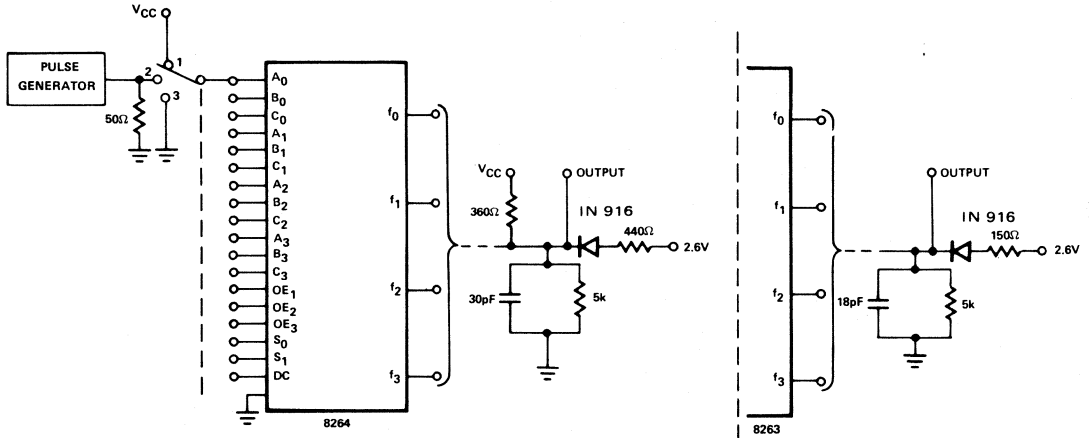 VCC
PULSE
GENERATOR
1
2
3
50Ω
A0
B0
C0
A1
B1
C1
A2
B2
C2
A3
B3
C3
OE1
OE2
OE3
S0
S1
DC
f0
f1
f2
f3
8264
VCC
OUTPUT
360Ω
IN 916
440Ω
2.6V
30pF
5k
f0
f1
f2
f3
8263
OUTPUT
IN 916
150Ω
2.6V
18pF
5k